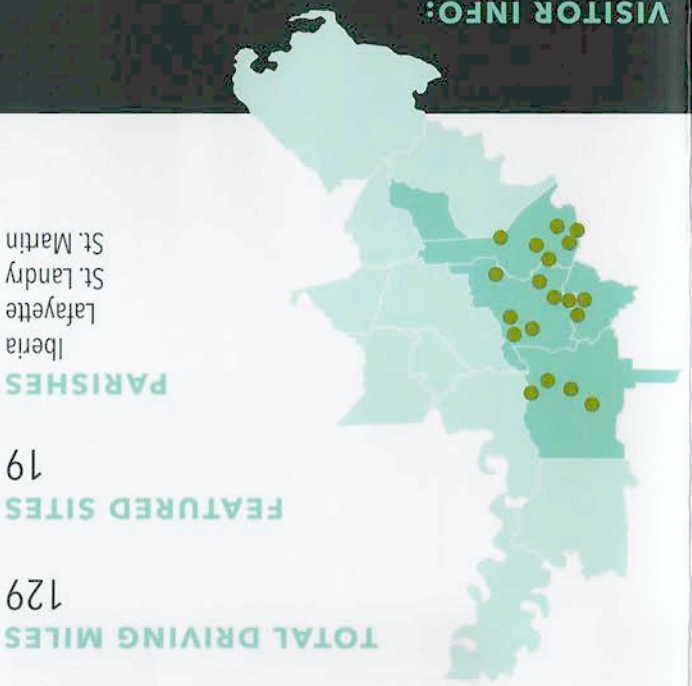 TOTAL DRIVING MILES
129
FEATURED SITES
19
PARISHES
Iberia
Lafayette
St. Landry
St. Martin
VISITOR INFO: